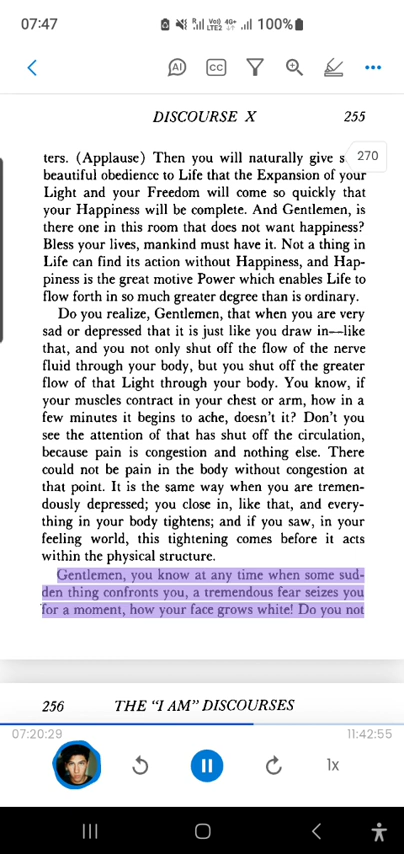 07:47
Vo)) 4G+
LTE2
100%
AI
CC
DISCOURSE X 255
270
ters. (Applause) Then you will naturally give s
beautiful obedience to Life that the Expansion of your
Light and your Freedom will come so quickly that
your Happiness will be complete. And Gentlemen, is
there one in this room that does not want happiness?
Bless your lives, mankind must have it. Not a thing in
Life can find its action without Happiness, and Hap-
piness is the great motive Power which enables Life to
flow forth in so much greater degree than is ordinary.
Do you realize, Gentlemen, that when you are very
sad or depressed that it is just like you draw in—like
that, and you not only shut off the flow of the nerve
fluid through your body, but you shut off the greater
flow of that Light through your body. You know, if
your muscles contract in your chest or arm, how in a
few minutes it begins to ache, doesn't it? Don't you
see the attention of that has shut off the circulation,
because pain is congestion and nothing else. There
could not be pain in the body without congestion at
that point. It is the same way when you are tremen-
dously depressed; you close in, like that, and every-
thing in your body tightens; and if you saw, in your
feeling world, this tightening comes before it acts
within the physical structure.
Gentlemen, you know at any time when some sud-
den thing confronts you, a tremendous fear seizes you
for a moment, how your face grows white! Do you not
256 THE “I AM” DISCOURSES
07:20:29 11:42:55
1x